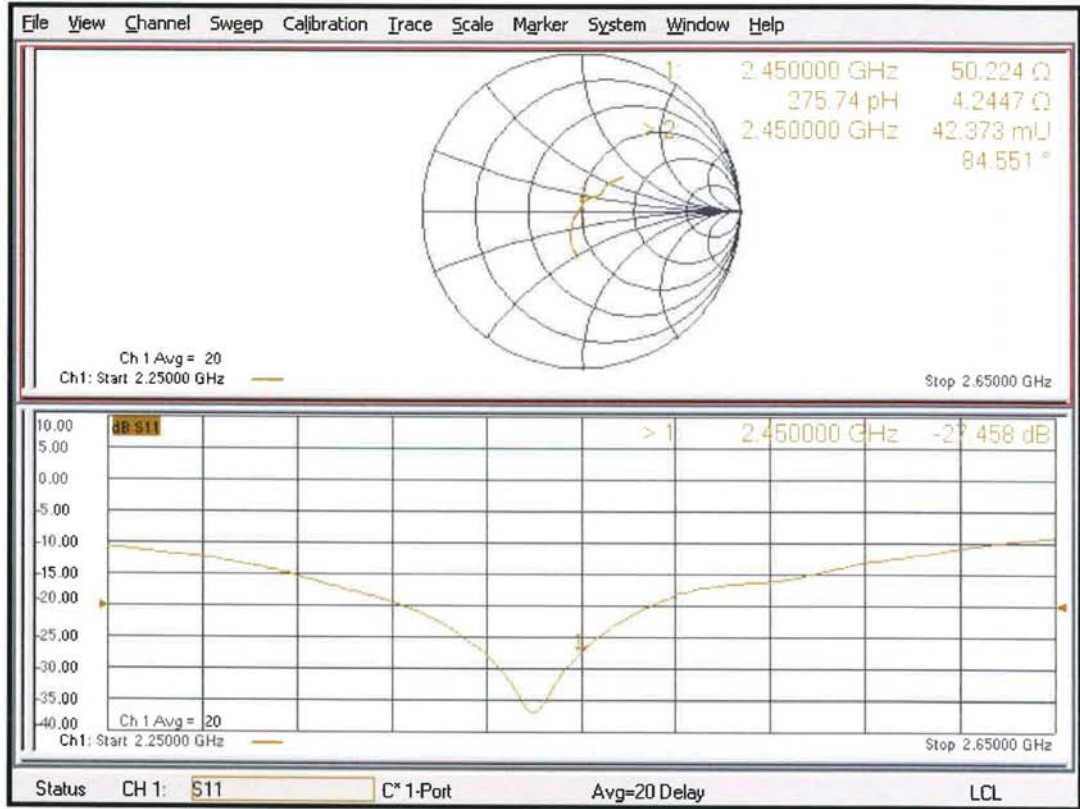 File View Channel Sweep Calibration Trace Scale Marker System Window Help
1: 2.450000 GHz 50.224 Ω
275.74 pH 4.2447 Ω
> 2: 2.450000 GHz 42.373 mU
84.551 °
1
Ch 1 Avg = 20
Ch1: Start 2.25000 GHz Stop 2.65000 GHz
10.00 dB S11 > 1: 2.450000 GHz -27.458 dB
5.00
0.00
-5.00
-10.00
-15.00
-20.00
-25.00 1
-30.00
-35.00
-40.00 Ch 1 Avg = 20
Ch1: Start 2.25000 GHz Stop 2.65000 GHz
Status CH 1: S11 C* 1-Port Avg=20 Delay LCL